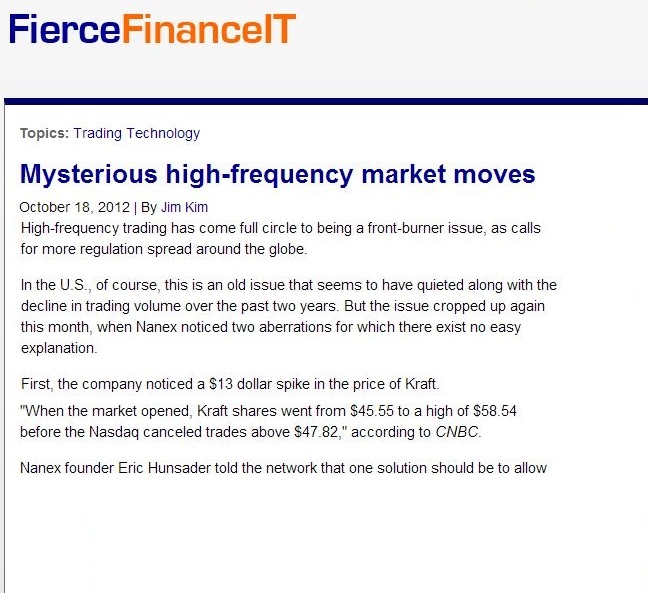 FierceFinanceIT
Topics: Trading Technology
Mysterious high-frequency market moves
October 18, 2012 | By Jim Kim
High-frequency trading has come full circle to being a front-burner issue, as calls
for more regulation spread around the globe.
In the U.S., of course, this is an old issue that seems to have quieted along with the
decline in trading volume over the past two years. But the issue cropped up again
this month, when Nanex noticed two aberrations for which there exist no easy
explanation.
First, the company noticed a $13 dollar spike in the price of Kraft.
"When the market opened, Kraft shares went from $45.55 to a high of $58.54
before the Nasdaq canceled trades above $47.82," according to CNBC.
Nanex founder Eric Hunsader told the network that one solution should be to allow